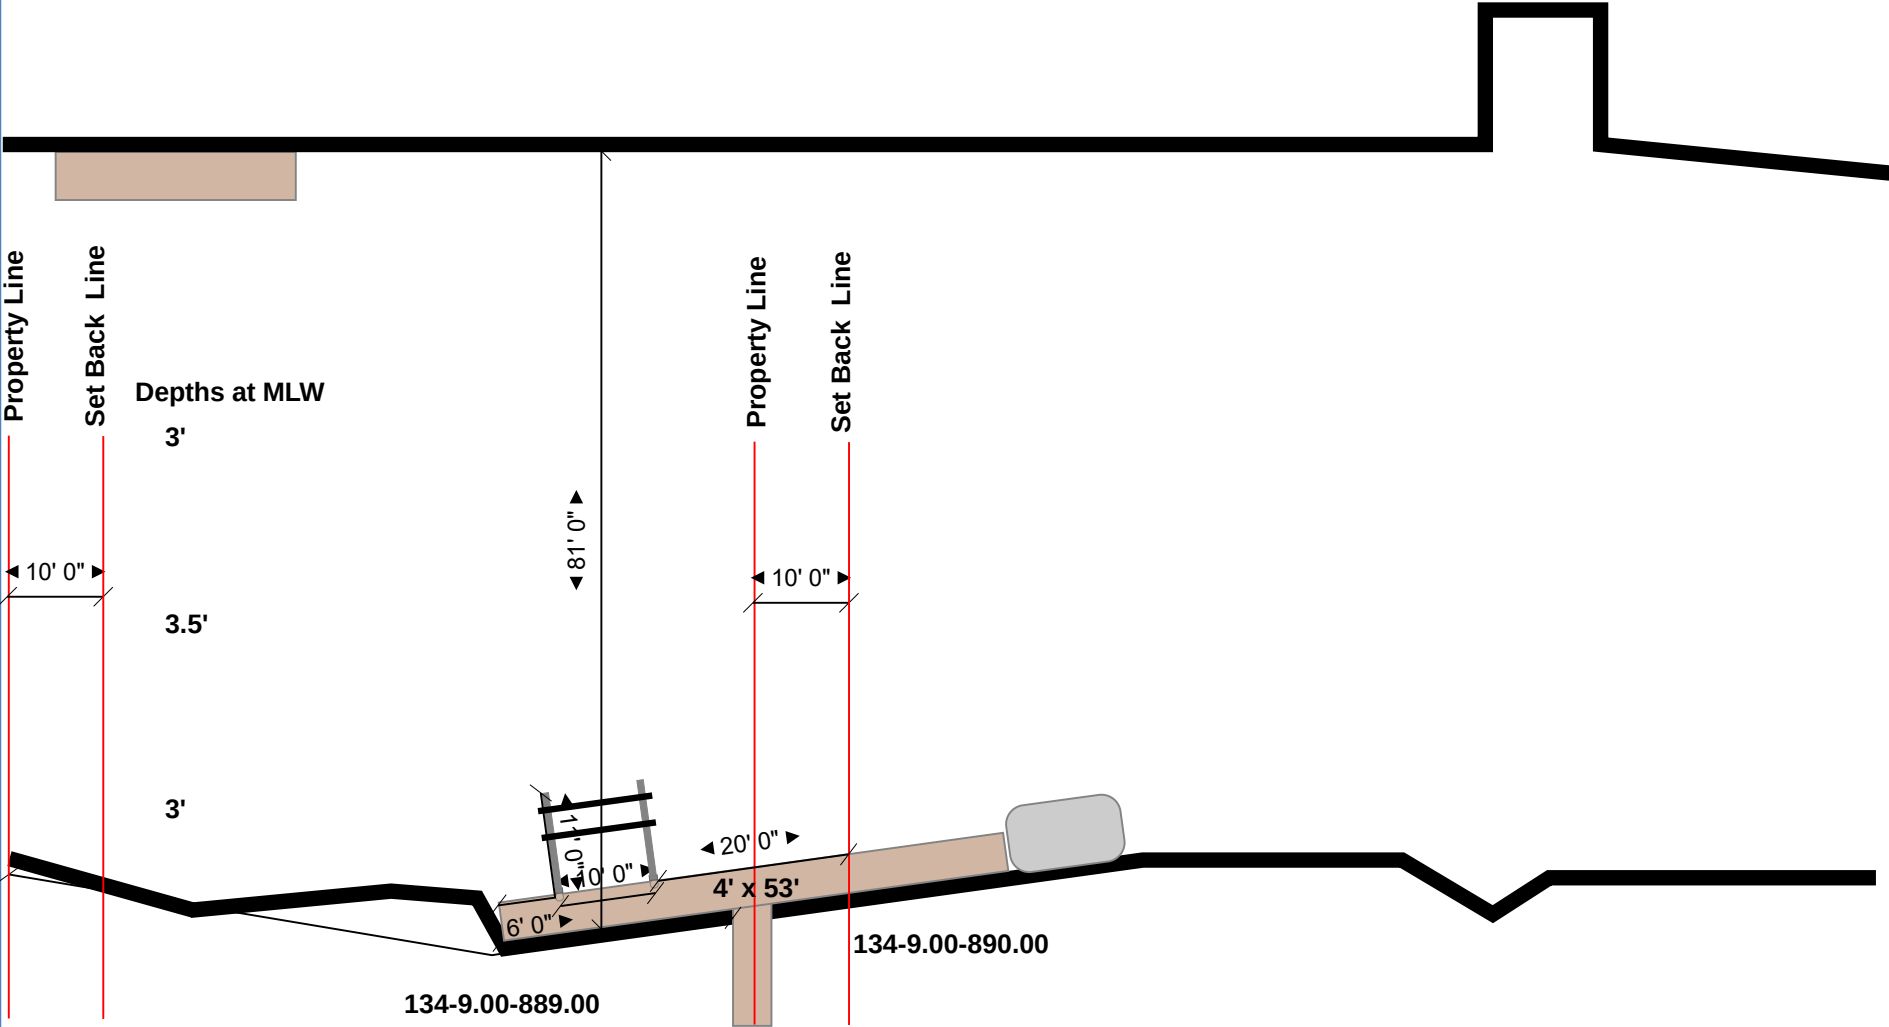 Property Line
Set Back Line
Property Line
Set Back Line
Depths at MLW
3'
81' 0"
10' 0"
10' 0"
3.5'
3'
20' 0"
10' 0"
4' x 53'
6' 0"
134-9.00-890.00
134-9.00-889.00